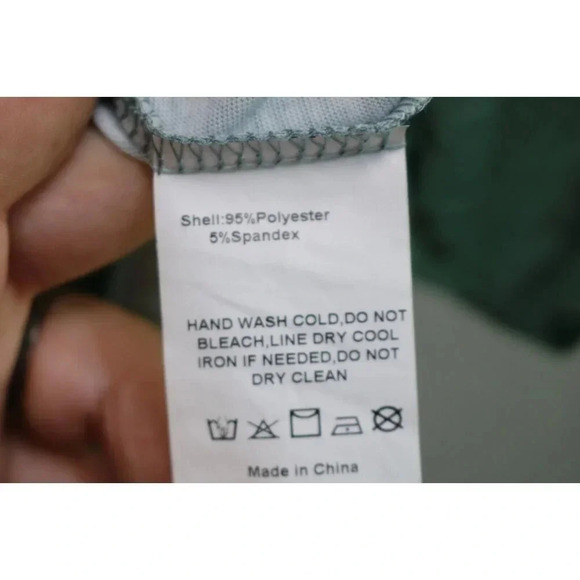 Shell:95%Polyester
5%Spandex
HAND WASH COLD,DO NOT
BLEACH,LINE DRY COOL
IRON IF NEEDED,DO NOT
DRY CLEAN
Made in China